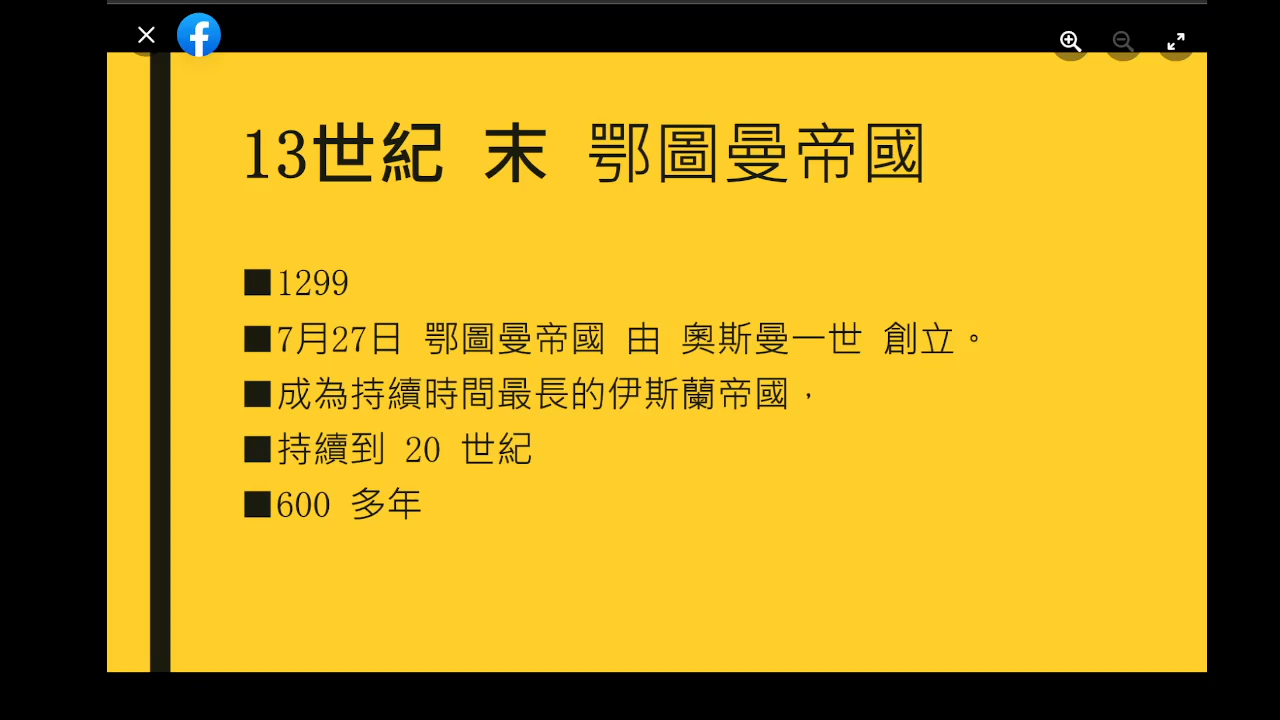 13世紀 末 鄂圖曼帝國
■1299
■7月27日 鄂圖曼帝國 由 奧斯曼一世 創立。
■成為持續時間最長的伊斯蘭帝國，
■持續到 20 世紀
■600 多年